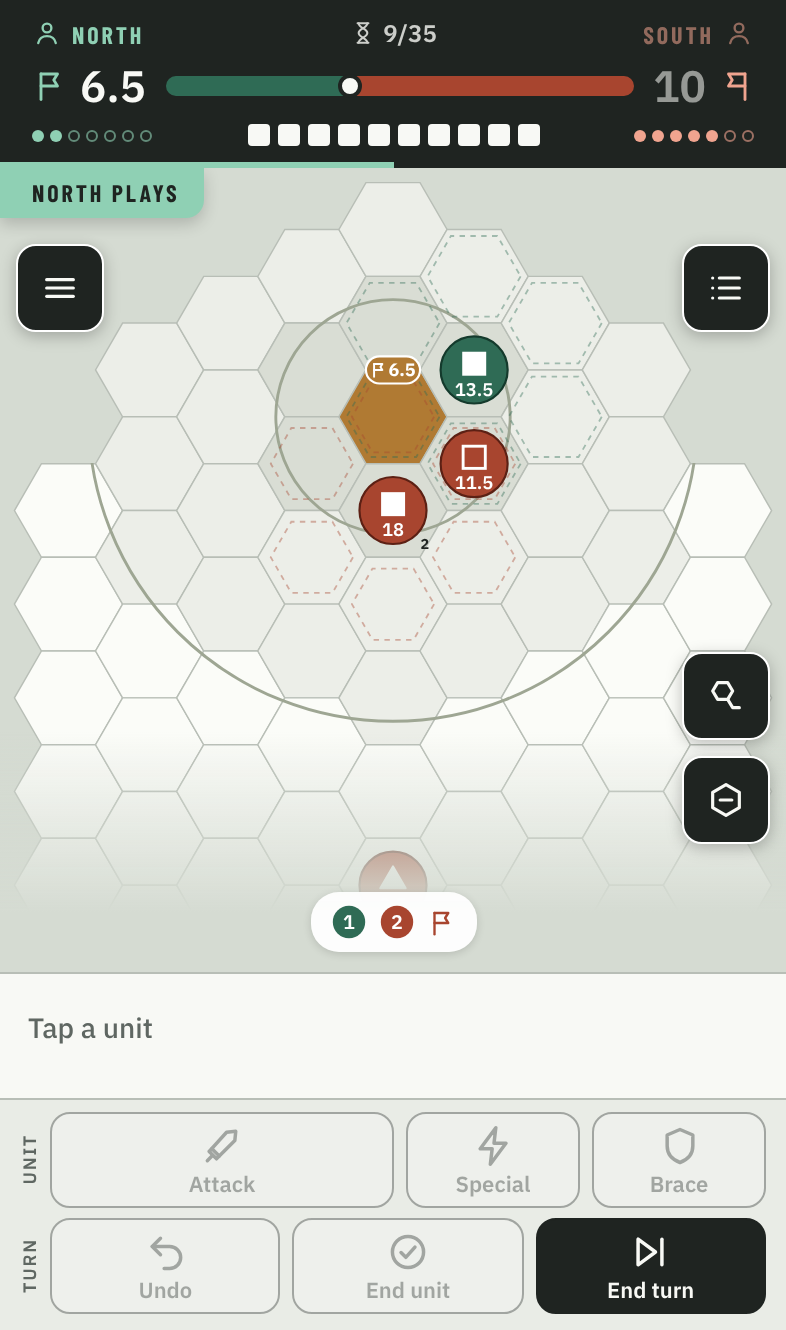 NORTH
9/35
SOUTH
6.5
10
NORTH PLAYS
6.5
13.5
11.5
18
2
1 2
Tap a unit
UNIT
Attack
Special
Brace
TURN
Undo
End unit
End turn